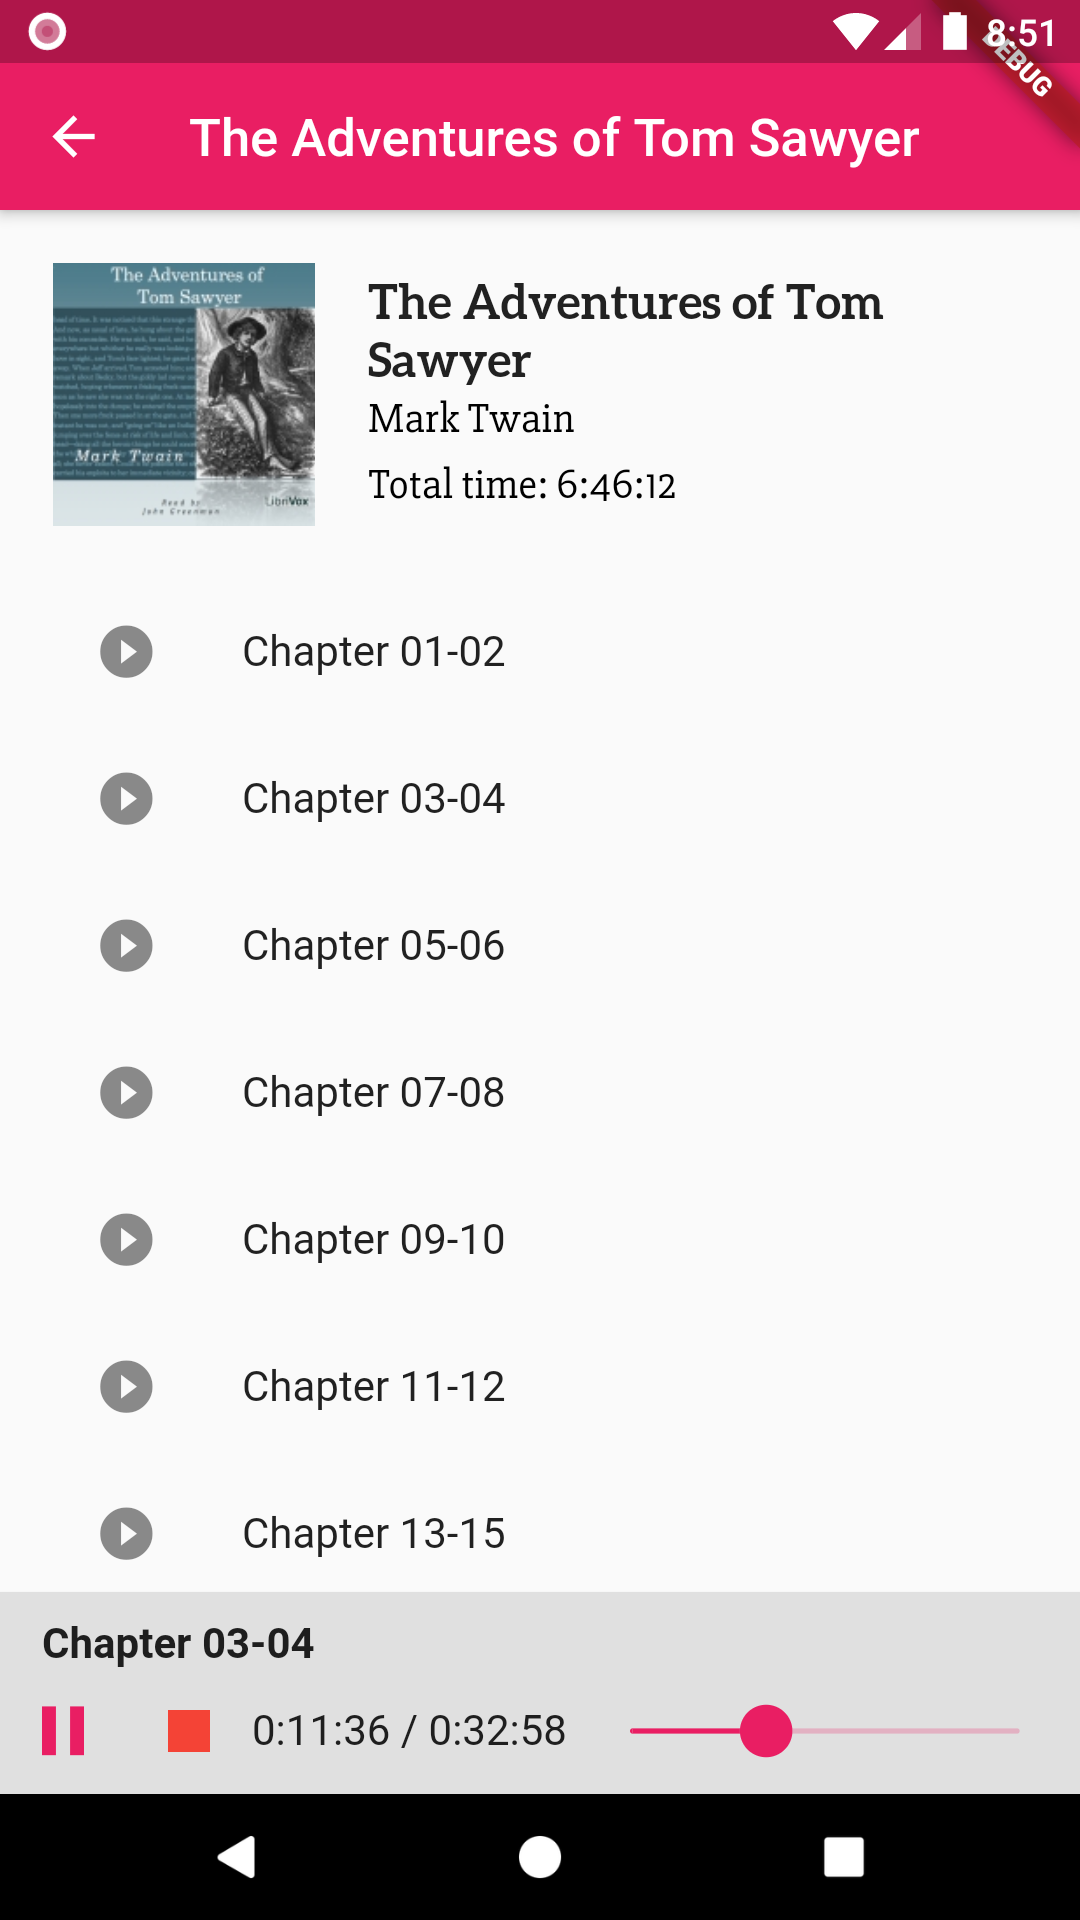 8:51
DEBUG
The Adventures of Tom Sawyer
The Adventures of
Tom Sawyer
Mark Twain
Read by
John Greenman
LibriVox
The Adventures of Tom
Sawyer
Mark Twain
Total time: 6:46:12
Chapter 01-02
Chapter 03-04
Chapter 05-06
Chapter 07-08
Chapter 09-10
Chapter 11-12
Chapter 13-15
Chapter 03-04
0:11:36 / 0:32:58